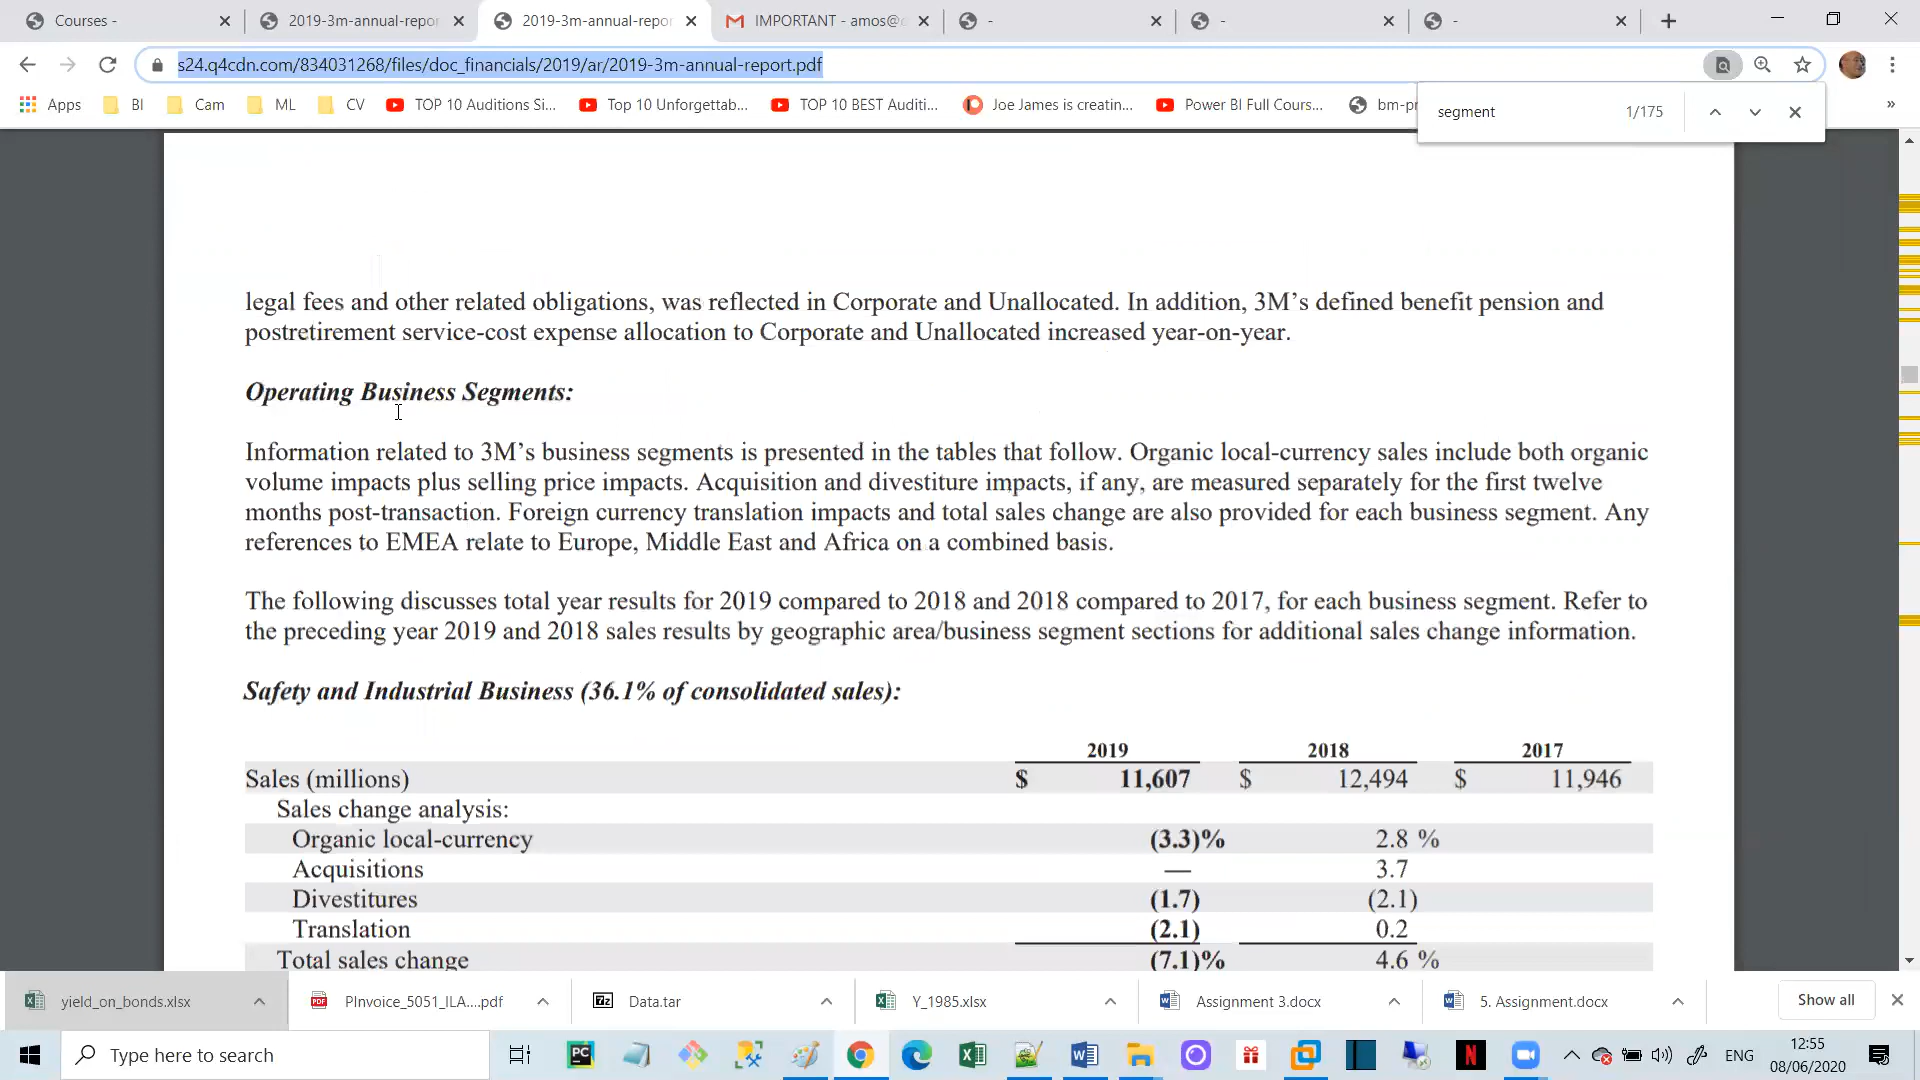 Courses -
2019-3m-annual-repor
2019-3m-annual-repor
IMPORTANT - amos@
-
-
-
s24.q4cdn.com/834031268/files/doc_financials/2019/ar/2019-3m-annual-report.pdf
Apps
BI
Cam
ML
CV
TOP 10 Auditions Si...
Top 10 Unforgettab...
TOP 10 BEST Auditi...
Joe James is creatin...
Power BI Full Cours...
bm-pr
»
segment
1/175
legal fees and other related obligations, was reflected in Corporate and Unallocated. In addition, 3M’s defined benefit pension and
postretirement service-cost expense allocation to Corporate and Unallocated increased year-on-year.
Operating Business Segments:
Information related to 3M’s business segments is presented in the tables that follow. Organic local-currency sales include both organic
volume impacts plus selling price impacts. Acquisition and divestiture impacts, if any, are measured separately for the first twelve
months post-transaction. Foreign currency translation impacts and total sales change are also provided for each business segment. Any
references to EMEA relate to Europe, Middle East and Africa on a combined basis.
The following discusses total year results for 2019 compared to 2018 and 2018 compared to 2017, for each business segment. Refer to
the preceding year 2019 and 2018 sales results by geographic area/business segment sections for additional sales change information.
Safety and Industrial Business (36.1% of consolidated sales):
2019 2018 2017
Sales (millions) $ 11,607 $ 12,494 $ 11,946
Sales change analysis:
Organic local-currency (3.3)% 2.8 %
Acquisitions — 3.7
Divestitures (1.7) (2.1)
Translation (2.1) 0.2
Total sales change (7.1)% 4.6 %
yield_on_bonds.xlsx
PInvoice_5051_ILA....pdf
Data.tar
Y_1985.xlsx
Assignment 3.docx
5. Assignment.docx
Show all
Type here to search
ENG
12:55
08/06/2020